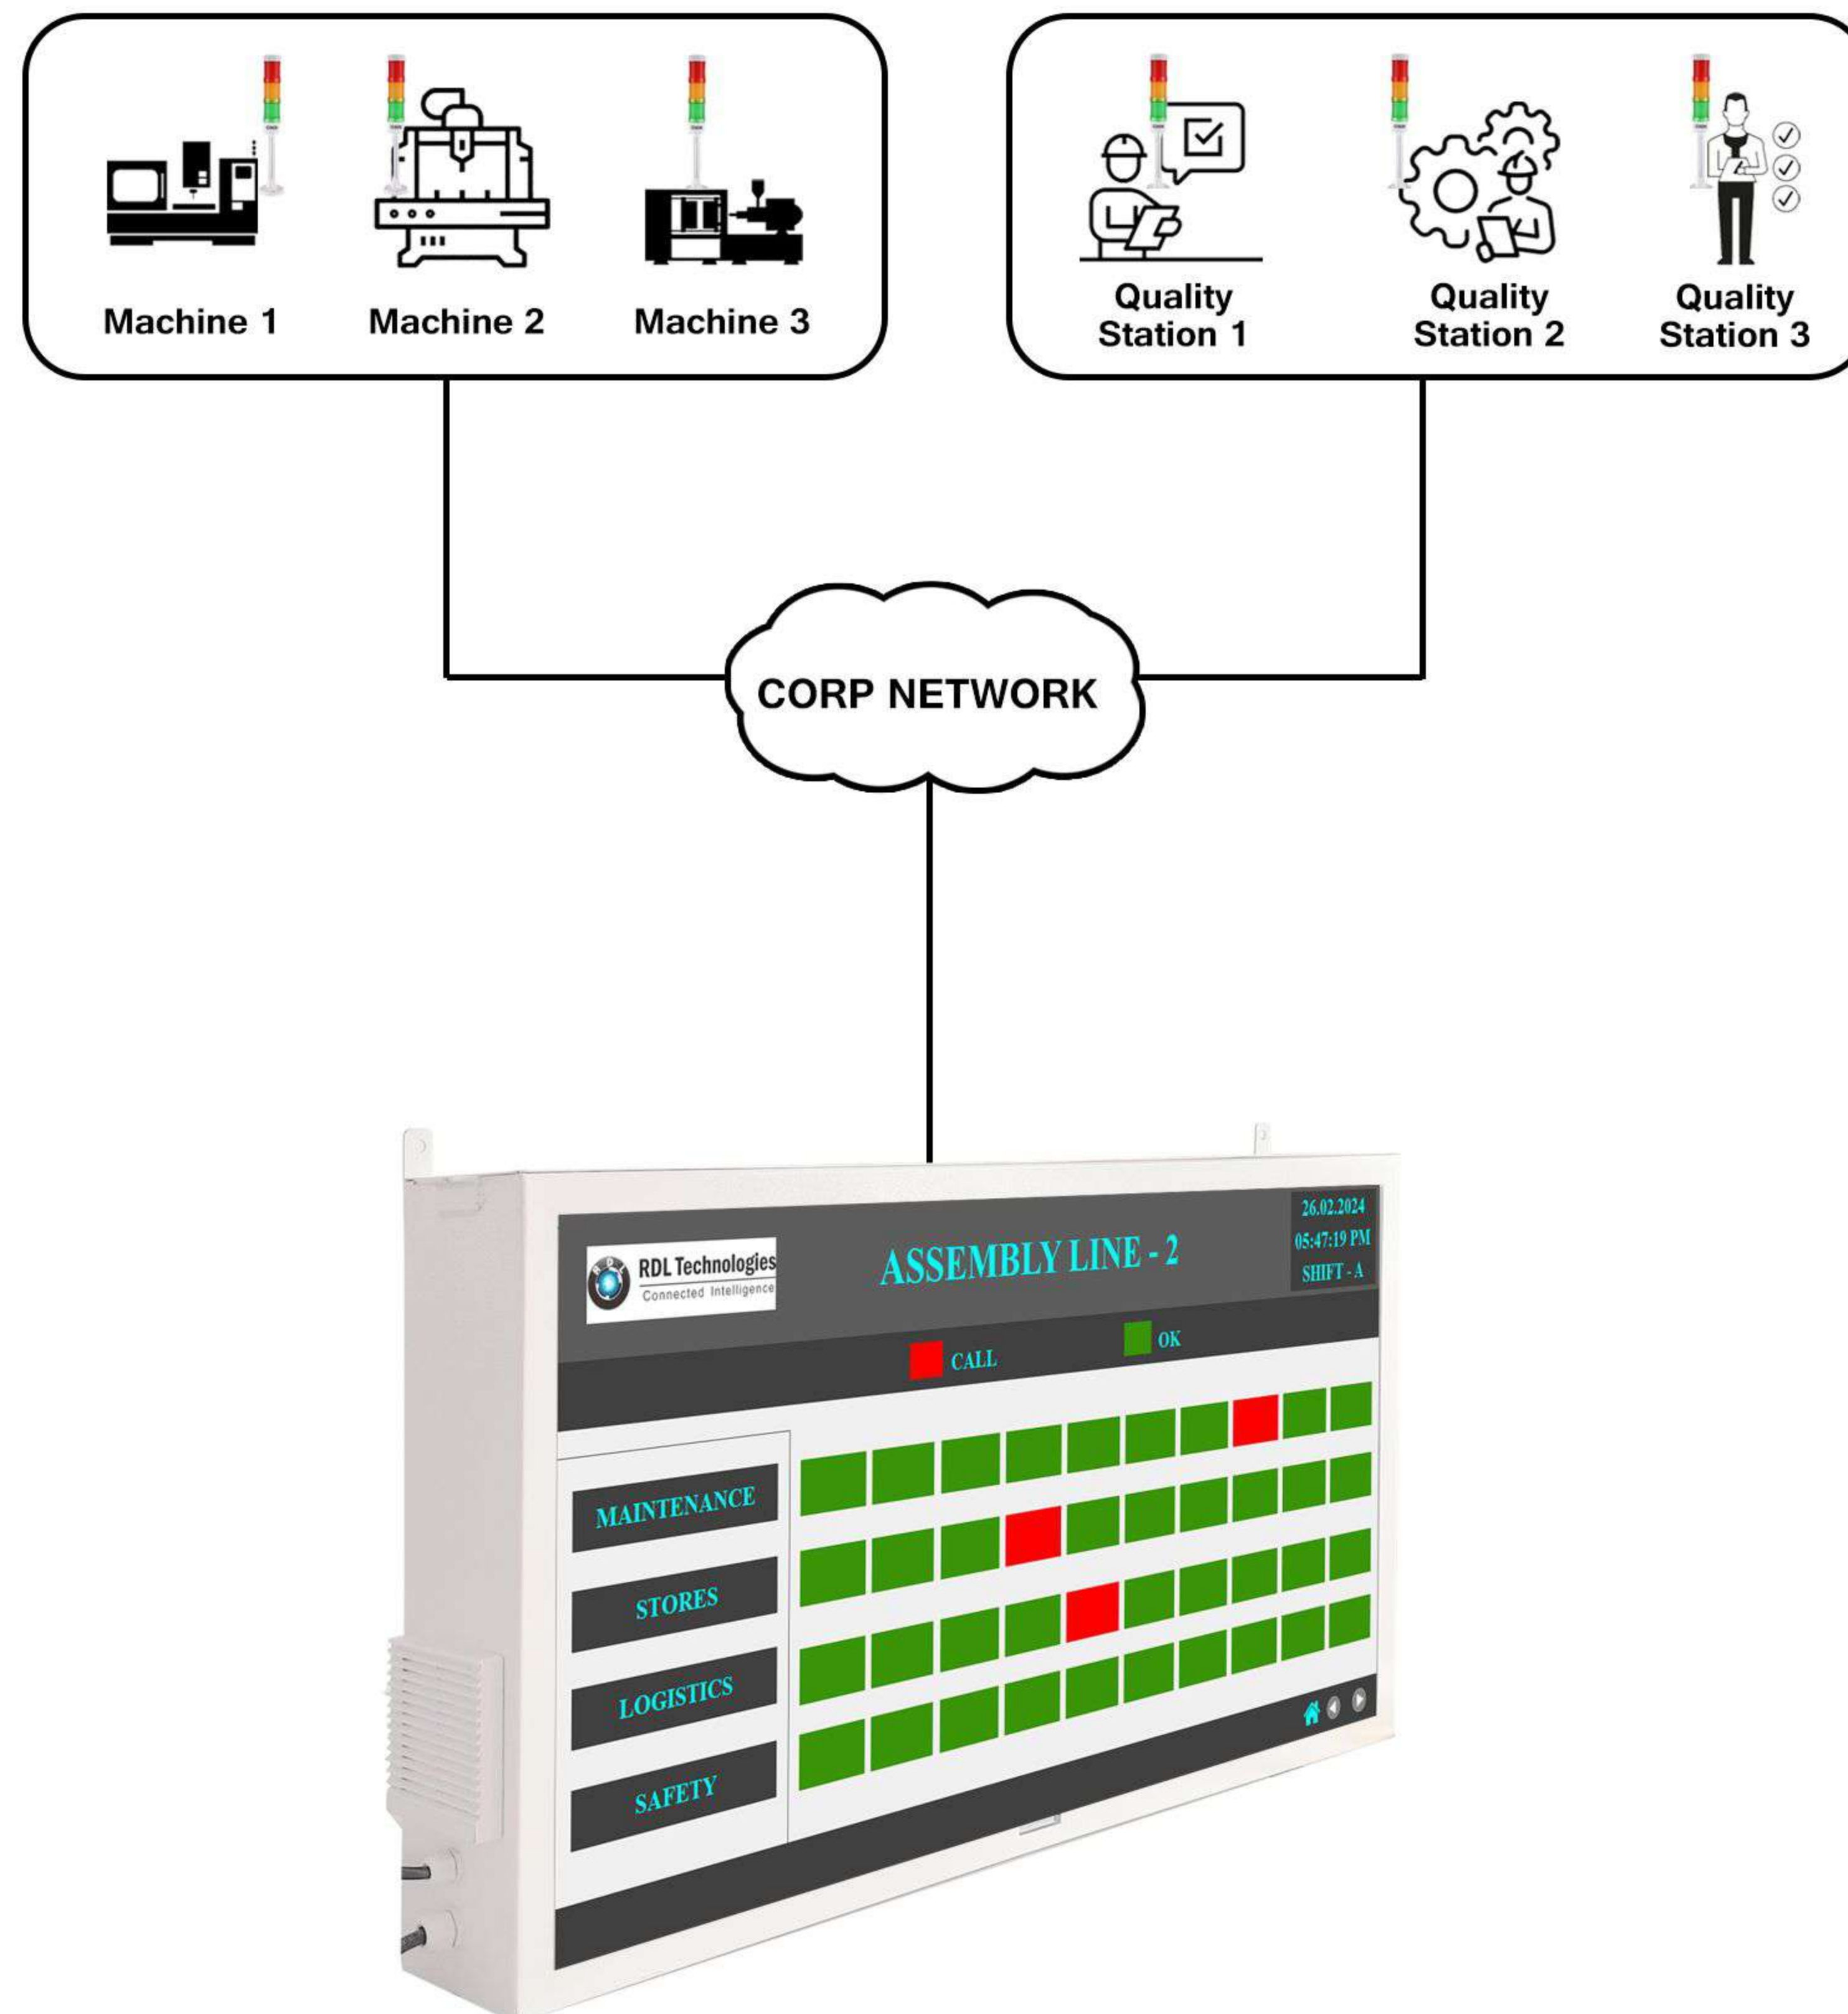 Machine 1
Machine 2
Machine 3
Quality
Station 1
Quality
Station 2
Quality
Station 3
CORP NETWORK
RDL
RDL Technologies
Connected Intelligence
ASSEMBLY LINE - 2
26.02.2024
05:47:19 PM
SHIFT - A
CALL
OK
MAINTENANCE
STORES
LOGISTICS
SAFETY